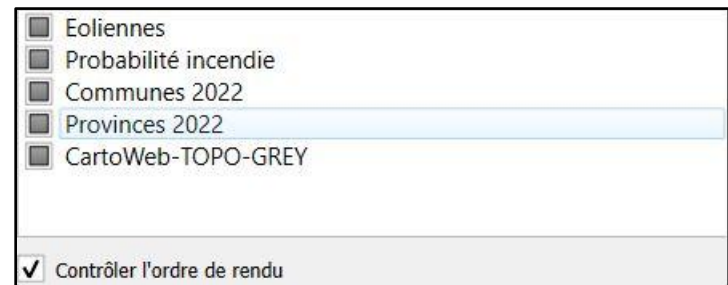 Eoliennes
Probabilité incendie
Communes 2022
Provinces 2022
CartoWeb-TOPO-GREY
Contrôler l'ordre de rendu